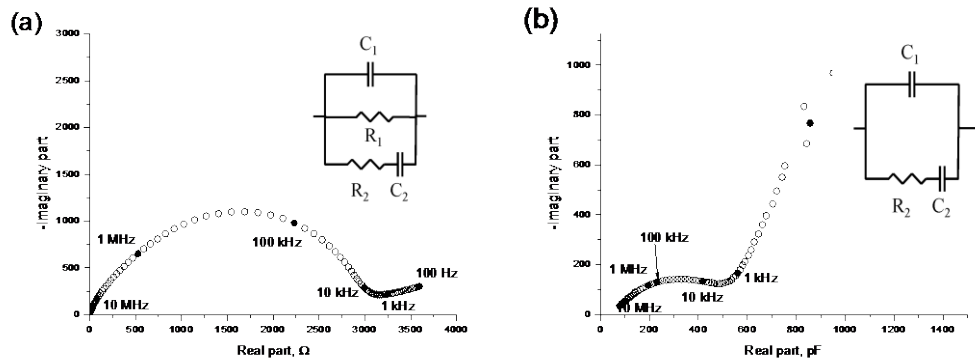 (a)
3000
2500
2000
1500
1000
500
0
-Imaginary part
0 500 1000 1500 2000 2500 3000 3500 4000
Real part, Ω
1 MHz
10 MHz
100 kHz
10 kHz
1 kHz
100 Hz
C1
R1
R2 C2
(b)
1000
800
600
400
200
0
-Imaginary part
0 200 400 600 800 1000 1200 1400
Real part, pF
1 MHz
100 kHz
10 MHz
10 kHz
1 kHz
C1
R2 C2